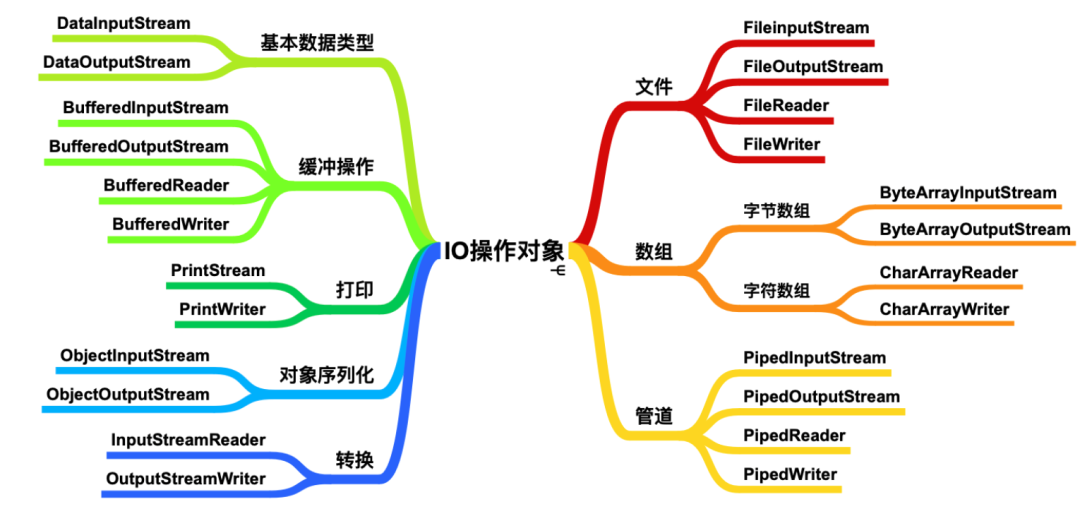 IO操作对象
基本数据类型
DataInputStream
DataOutputStream
缓冲操作
BufferedInputStream
BufferedOutputStream
BufferedReader
BufferedWriter
打印
PrintStream
PrintWriter
对象序列化
ObjectInputStream
ObjectOutputStream
转换
InputStreamReader
OutputStreamWriter
文件
FileinputStream
FileOutputStream
FileReader
FileWriter
数组
字节数组
ByteArrayInputStream
ByteArrayOutputStream
字符数组
CharArrayReader
CharArrayWriter
管道
PipedInputStream
PipedOutputStream
PipedReader
PipedWriter